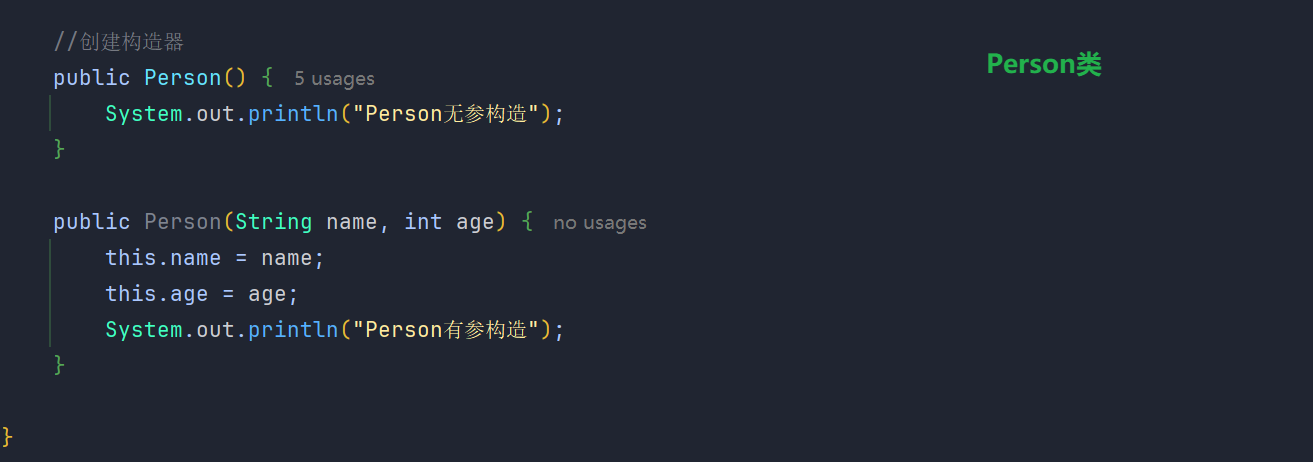 //创建构造器
Person类
public Person() { 5 usages
System.out.println("Person无参构造");
}
public Person(String name, int age) { no usages
this.name = name;
this.age = age;
System.out.println("Person有参构造");
}
}